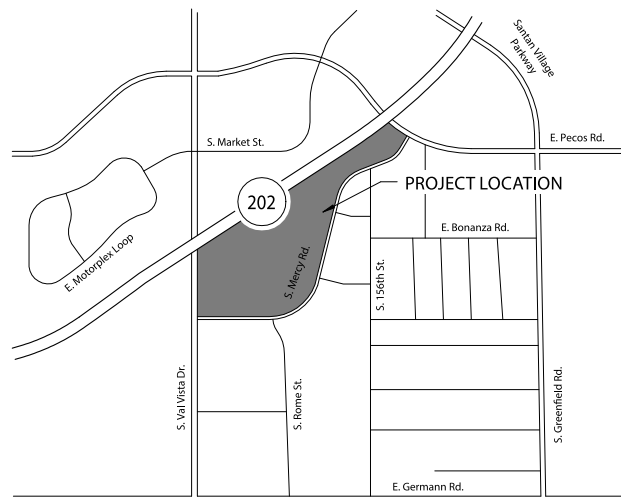 Santan Village
Parkway
E. Pecos Rd.
S. Market St.
PROJECT LOCATION
202
E. Bonanza Rd.
E. Motorplex Loop
S. Mercy Rd.
S. 156th St.
S. Val Vista Dr.
S. Rome St.
S. Greenfield Rd.
E. Germann Rd.